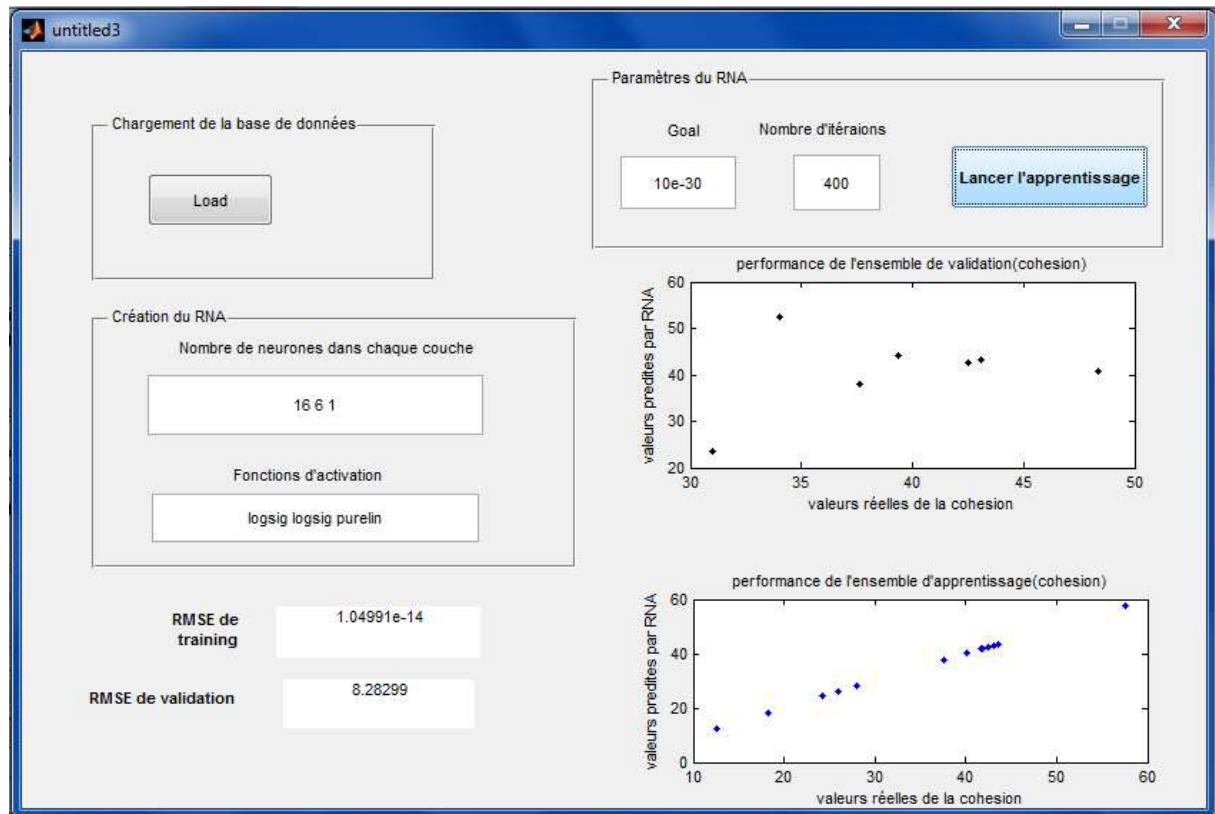 untitled3
Chargement de la base de données
Load
Création du RNA
Nombre de neurones dans chaque couche
16 6 1
Fonctions d'activation
logsig logsig purelin
RMSE de
training
1.04991e-14
RMSE de validation
8.28299
Paramètres du RNA
Goal
Nombre d'itéraions
10e-30
400
Lancer l'apprentissage
performance de l'ensemble de validation(cohesion)
valeurs predites par RNA
60
50
40
30
20
30 35 40 45 50
valeurs réelles de la cohesion
performance de l'ensemble d'apprentissage(cohesion)
valeurs predites par RNA
60
40
20
0
10 20 30 40 50 60
valeurs réelles de la cohesion